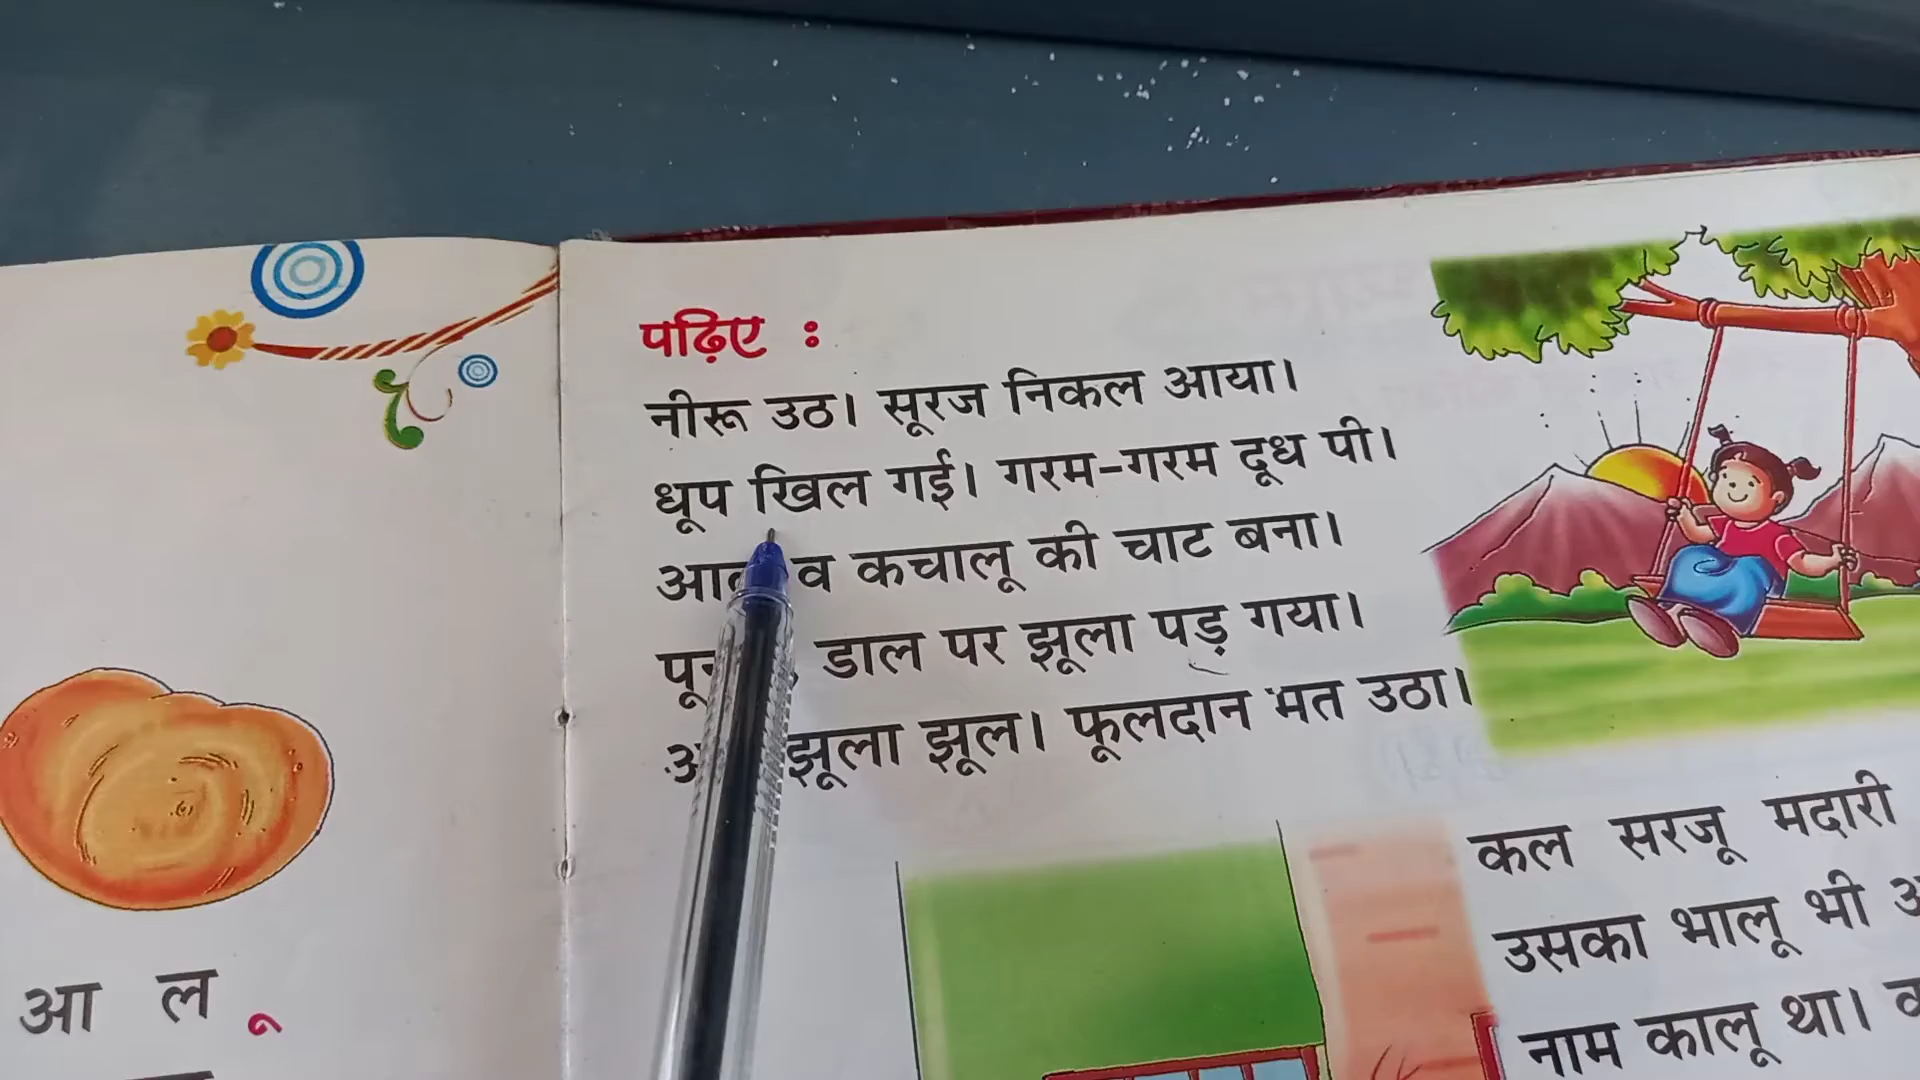 पढ़िए :
नीरू उठ। सूरज निकल आया।
धूप खिल गई। गरम-गरम दूध पी।
व कचालू की चाट बना।
डाल पर झूला पड़ गया।
झूला झूल। फूलदान मत उठा।
कल सरजू मदारी
उसका भालू भी
नाम कालू था।
आ ल ू